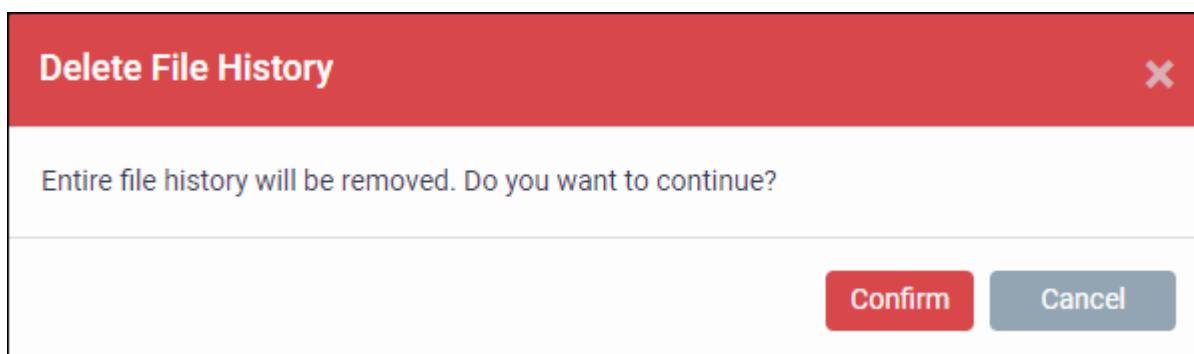 Delete File History
Entire file history will be removed. Do you want to continue?
Confirm Cancel